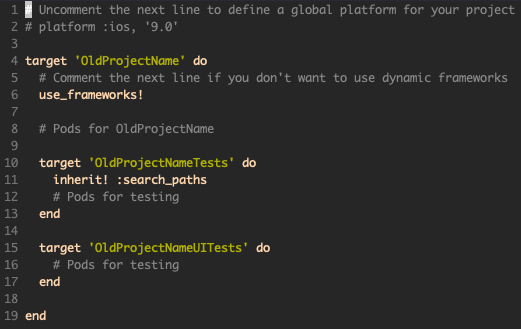 1 # Uncomment the next line to define a global platform for your project
2 # platform :ios, '9.0'
3
4 target 'OldProjectName' do
5   # Comment the next line if you don't want to use dynamic frameworks
6   use_frameworks!
7
8   # Pods for OldProjectName
9
10   target 'OldProjectNameTests' do
11     inherit! :search_paths
12     # Pods for testing
13   end
14
15   target 'OldProjectNameUITests' do
16     # Pods for testing
17   end
18
19 end